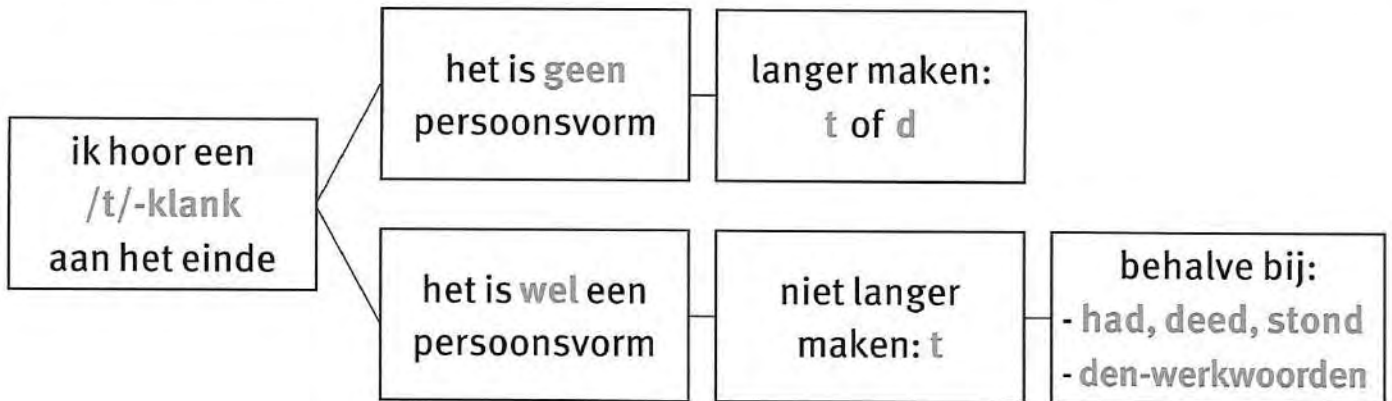 ik hoor een
/t/-klank
aan het einde
het is geen
persoonsvorm
langer maken:
t of d
het is wel een
persoonsvorm
niet langer
maken: t
behalve bij:
- had, deed, stond
- den-werkwoorden